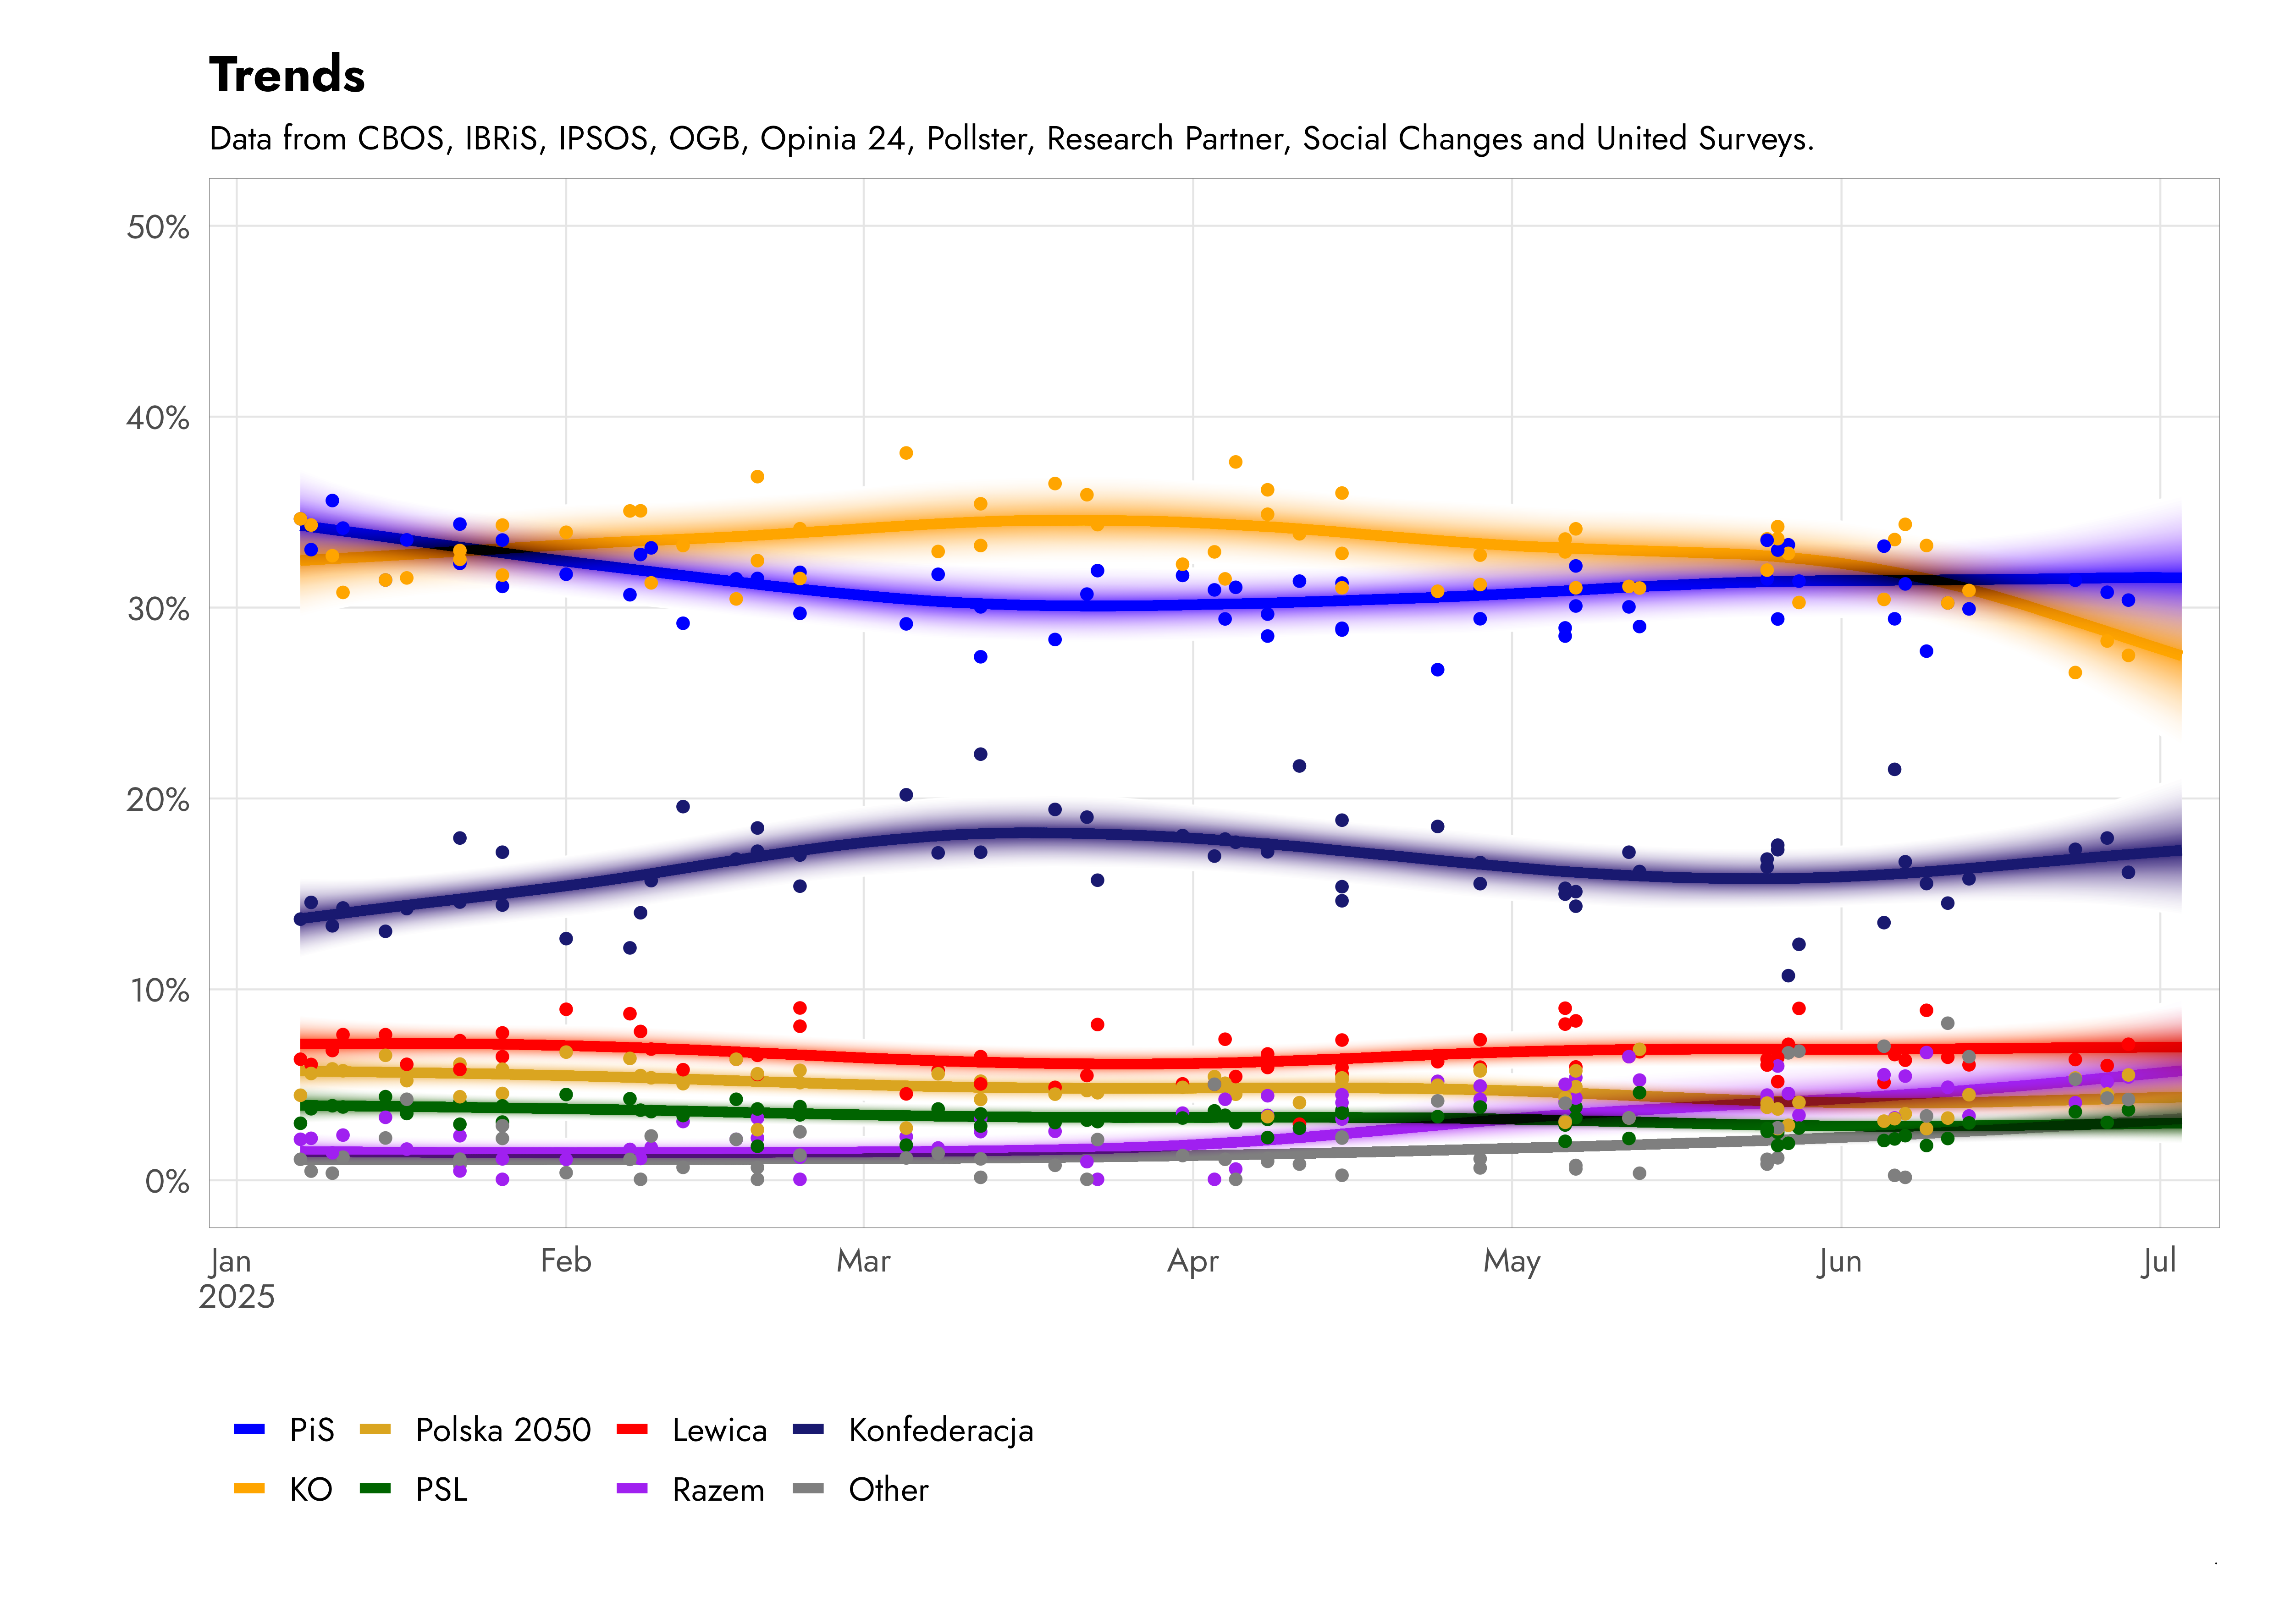 Trends
Data from CBOS, IBRiS, IPSOS, OGB, Opinia 24, Pollster, Research Partner, Social Changes and United Surveys.
50%
40%
30%
20%
10%
0%
Jan Feb Mar Apr May Jun Jul
2025
PiS Polska 2050 Lewica Konfederacja
KO PSL Razem Other
.